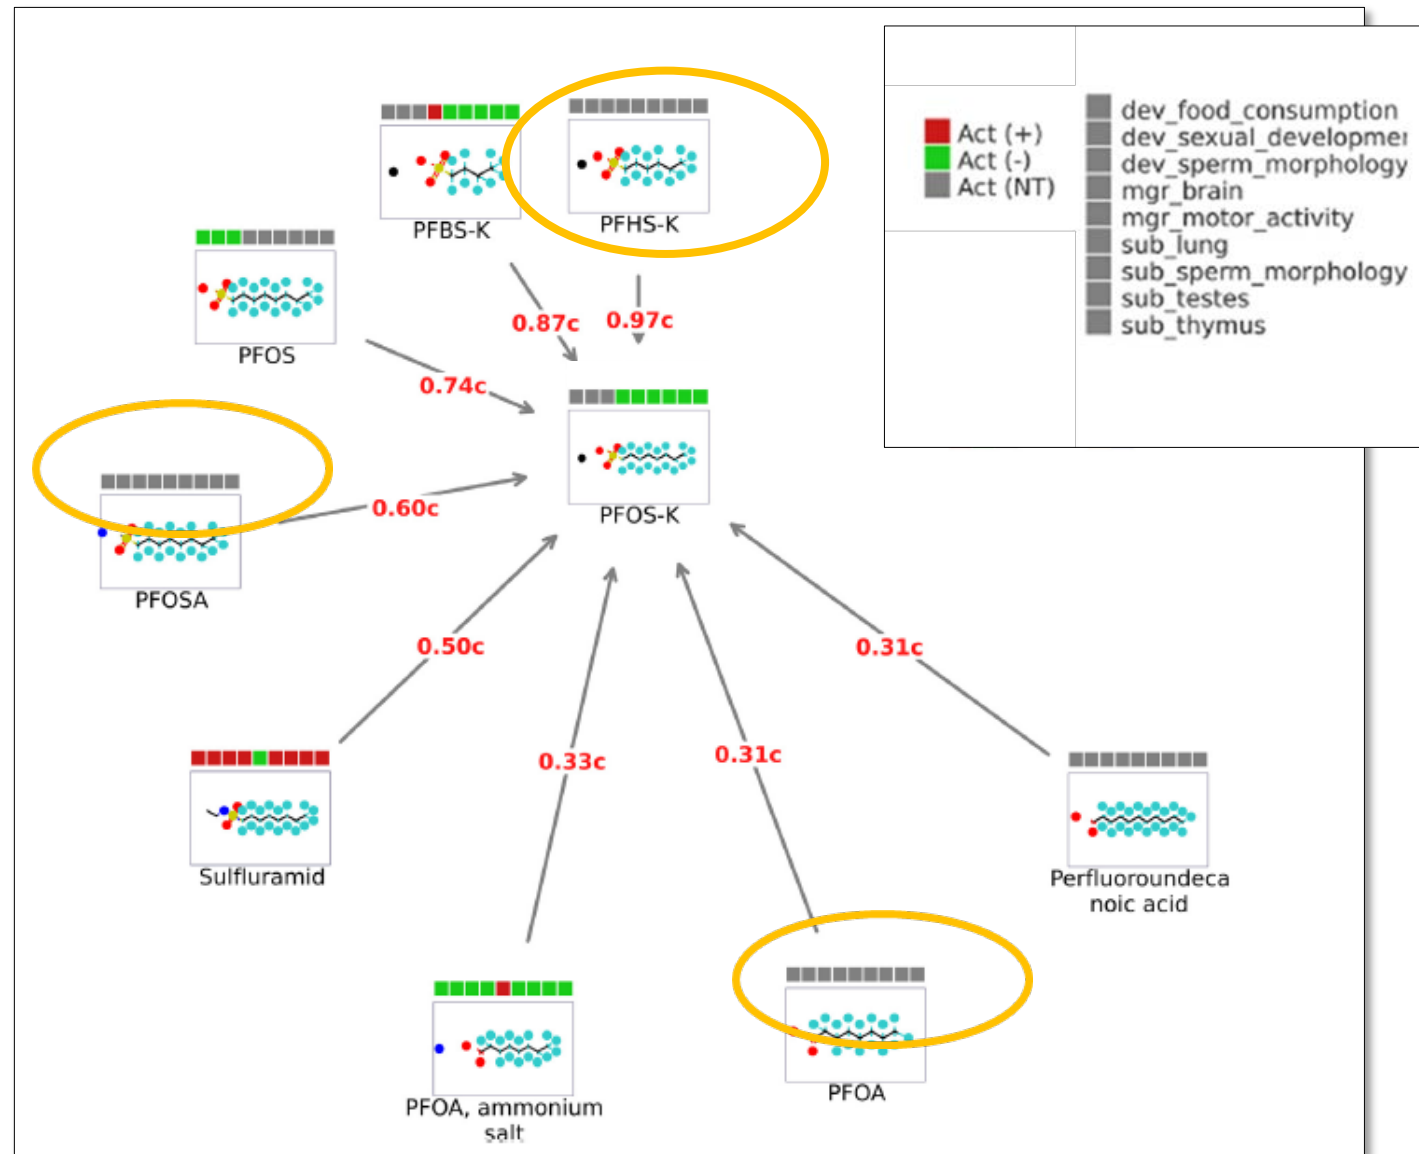 PFBS-K
PFHS-K
PFOS
0.87c
0.97c
0.74c
PFOS-K
0.60c
PFOSA
0.50c
0.31c
0.33c
0.31c
Sulfluramid
Perfluoroundeca
noic acid
PFOA, ammonium
salt
PFOA
Act (+)
Act (-)
Act (NT)
dev_food_consumption
dev_sexual_developmer
dev_sperm_morphology
mgr_brain
mgr_motor_activity
sub_lung
sub_sperm_morphology
sub_testes
sub_thymus